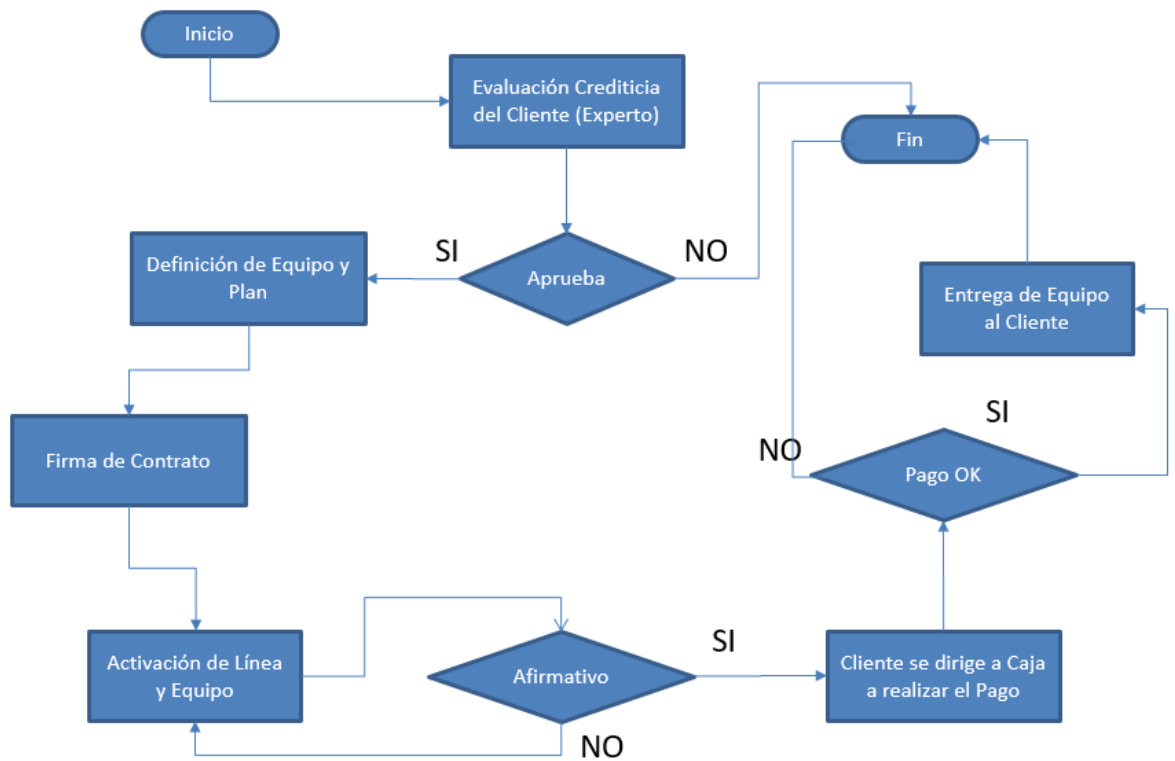 Inicio
Evaluación Crediticia
del Cliente (Experto)
Fin
SI
NO
Definición de Equipo y
Plan
Aprueba
Entrega de Equipo
al Cliente
Firma de Contrato
SI
NO
Pago OK
Activación de Línea
y Equipo
Afirmativo
SI
Cliente se dirige a Caja
a realizar el Pago
NO